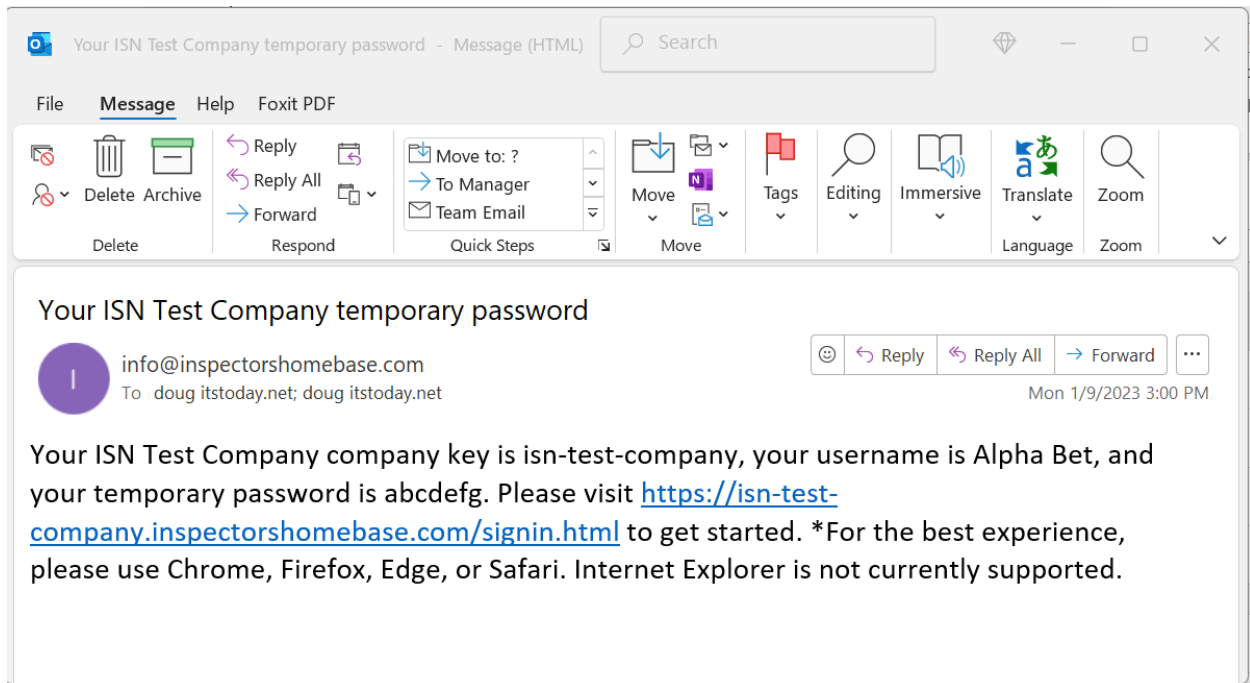 Your ISN Test Company temporary password - Message (HTML) Search
File Message Help Foxit PDF
Delete Archive
Reply
Reply All
Forward
Move to: ?
To Manager
Team Email
Move
Tags
Editing
Immersive
Translate
Zoom
Delete Respond Quick Steps Move Language Zoom
Your ISN Test Company temporary password
I
info@inspectorshomebase.com
To doug itstoday.net; doug itstoday.net
Reply Reply All Forward
Mon 1/9/2023 3:00 PM
Your ISN Test Company company key is isn-test-company, your username is Alpha Bet, and
your temporary password is abcdefg. Please visit https://isn-test-
company.inspectorshomebase.com/signin.html to get started. *For the best experience,
please use Chrome, Firefox, Edge, or Safari. Internet Explorer is not currently supported.